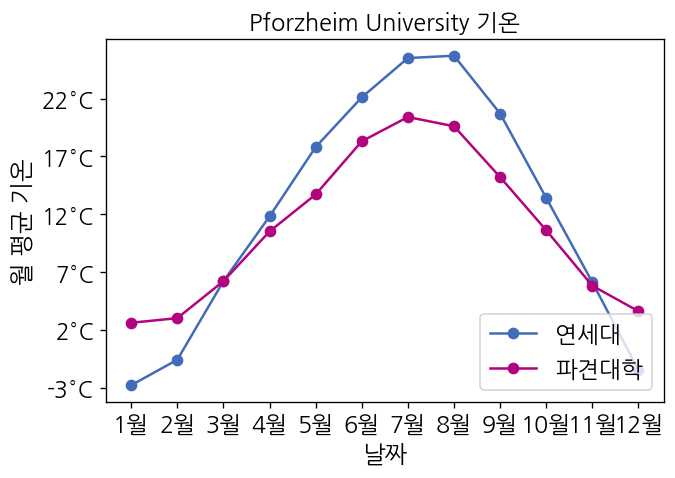 Pforzheim University 기온
월 평균 기온
22˚C
17˚C
12˚C
7˚C
2˚C
-3˚C
연세대
파견대학
1월 2월 3월 4월 5월 6월 7월 8월 9월 10월 11월 12월
날짜